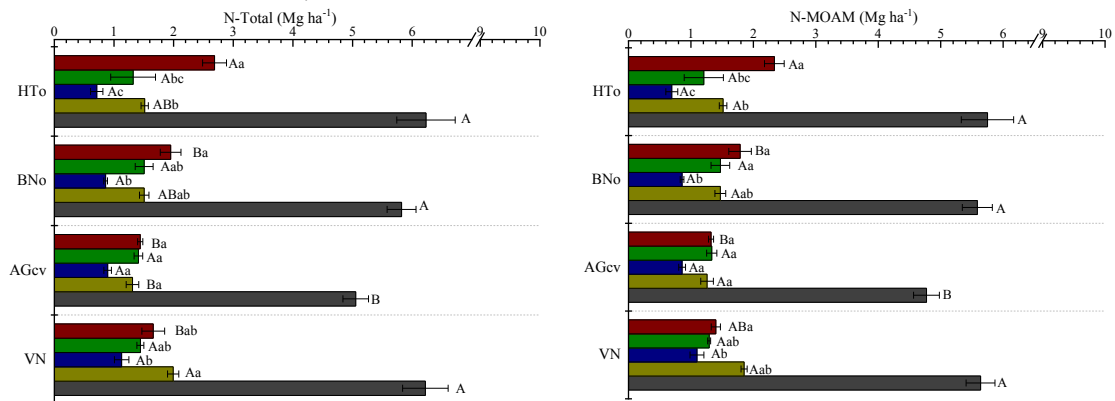 N-Total (Mg ha⁻¹)
0 1 2 3 4 5 6 9 10
HTo
Aa
Abc
Ac
ABb
A
BNo
Ba
Aab
Ab
ABab
A
AGcv
Ba
Aa
Aa
Ba
B
VN
Bab
Aab
Ab
Aa
A
N-MOAM (Mg ha⁻¹)
0 1 2 3 4 5 6 9 10
HTo
Aa
Abc
Ac
Ab
A
BNo
Ba
Aa
Ab
Aab
A
AGcv
Ba
Aa
Aa
Aa
B
VN
ABa
Aab
Ab
Aab
A